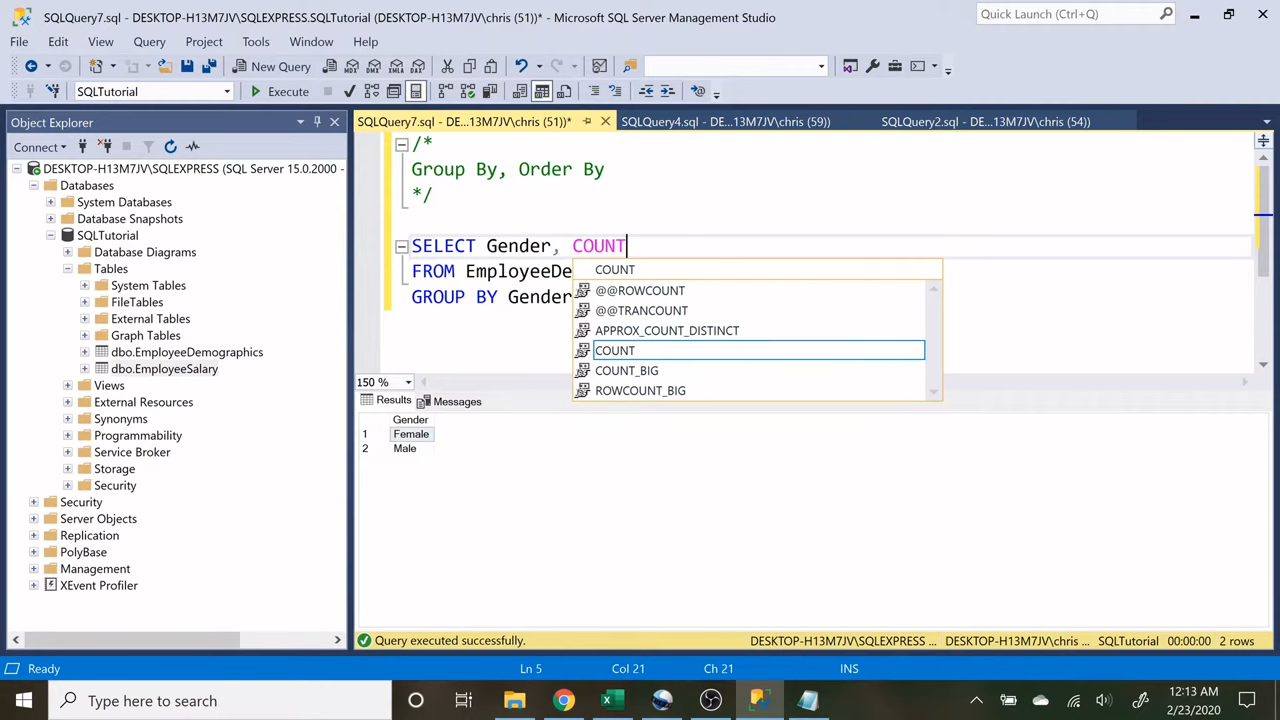 SQLQuery7.sql - DESKTOP-H13M7JV\SQLEXPRESS.SQLTutorial (DESKTOP-H13M7JV\chris (51))* - Microsoft SQL Server Management Studio
Quick Launch (Ctrl+Q)
File Edit View Query Project Tools Window Help
New Query MDX DMX XMLA DAX
SQLTutorial Execute
Object Explorer
SQLQuery7.sql - DE...13M7JV\chris (51))*
SQLQuery4.sql - DE...13M7JV\chris (59))
SQLQuery2.sql - DE...13M7JV\chris (54))
Connect
DESKTOP-H13M7JV\SQLEXPRESS (SQL Server 15.0.2000 -
Databases
System Databases
Database Snapshots
SQLTutorial
Database Diagrams
Tables
System Tables
FileTables
External Tables
Graph Tables
dbo.EmployeeDemographics
dbo.EmployeeSalary
Views
External Resources
Synonyms
Programmability
Service Broker
Storage
Security
Security
Server Objects
Replication
PolyBase
Management
XEvent Profiler
/*
Group By, Order By
*/
SELECT Gender, COUNT
FROM EmployeeDe
GROUP BY Gender
COUNT
@@ROWCOUNT
@@TRANCOUNT
APPROX_COUNT_DISTINCT
COUNT
COUNT_BIG
ROWCOUNT_BIG
150 %
Results Messages
Gender
1 Female
2 Male
Query executed successfully. DESKTOP-H13M7JV\SQLEXPRESS ... DESKTOP-H13M7JV\chris ... SQLTutorial 00:00:00 2 rows
Ready Ln 5 Col 21 Ch 21 INS
Type here to search
12:13 AM
2/23/2020